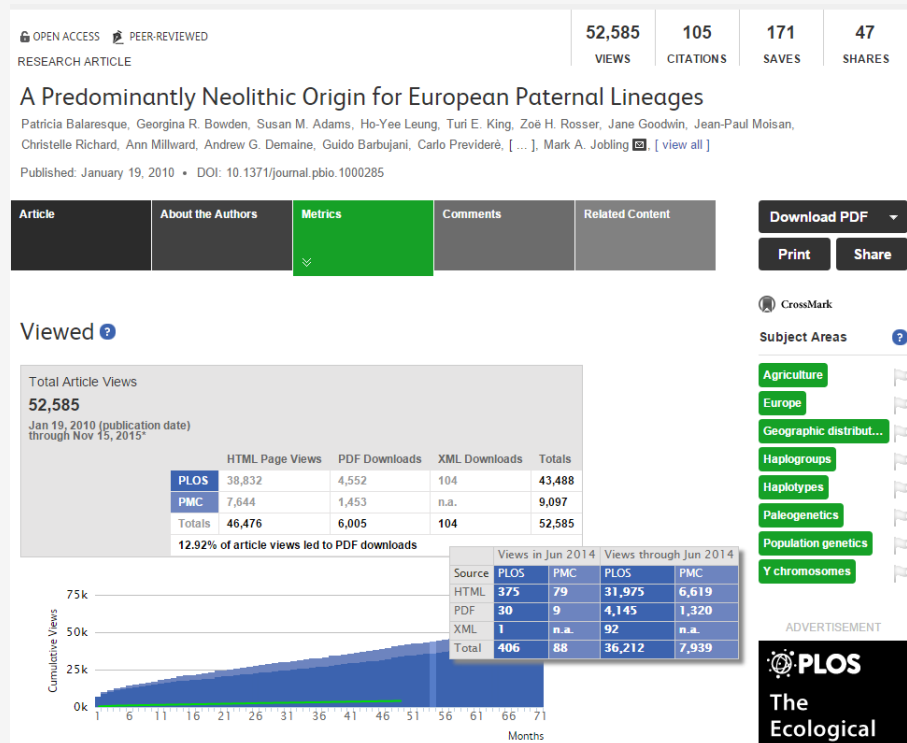 OPEN ACCESS PEER-REVIEWED
RESEARCH ARTICLE
52,585 105 171 47
VIEWS CITATIONS SAVES SHARES
A Predominantly Neolithic Origin for European Paternal Lineages
Patricia Balaresque, Georgina R. Bowden, Susan M. Adams, Ho-Yee Leung, Turi E. King, Zoë H. Rosser, Jane Goodwin, Jean-Paul Moisan,
Christelle Richard, Ann Millward, Andrew G. Demaine, Guido Barbujani, Carlo Previderè, [ ... ], Mark A. Jobling, [ view all ]
Published: January 19, 2010 • DOI: 10.1371/journal.pbio.1000285
Article About the Authors Metrics Comments Related Content
Download PDF
Print Share
CrossMark
Subject Areas ?
Agriculture
Europe
Geographic distribut...
Haplogroups
Haplotypes
Paleogenetics
Population genetics
Y chromosomes
ADVERTISEMENT
PLOS
The
Ecological
Viewed ?
Total Article Views
52,585
Jan 19, 2010 (publication date)
through Nov 15, 2015*
HTML Page Views PDF Downloads XML Downloads Totals
PLOS 38,832 4,552 104 43,488
PMC 7,644 1,453 n.a. 9,097
Totals 46,476 6,005 104 52,585
12.92% of article views led to PDF downloads
Views in Jun 2014 Views through Jun 2014
Source PLOS PMC PLOS PMC
HTML 375 79 31,975 6,619
PDF 30 9 4,145 1,320
XML 1 n.a. 92 n.a.
Total 406 88 36,212 7,939
Cumulative Views
75k
50k
25k
0k
1 6 11 16 21 26 31 36 41 46 51 56 61 66 71
Months